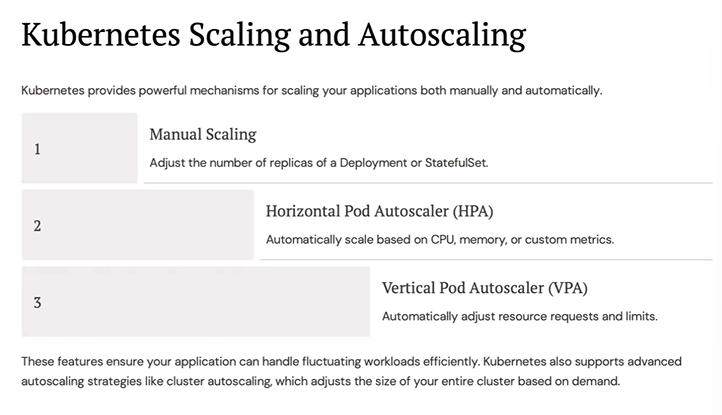 Kubernetes Scaling and Autoscaling
Kubernetes provides powerful mechanisms for scaling your applications both manually and automatically.
1
Manual Scaling
Adjust the number of replicas of a Deployment or StatefulSet.
2
Horizontal Pod Autoscaler (HPA)
Automatically scale based on CPU, memory, or custom metrics.
3
Vertical Pod Autoscaler (VPA)
Automatically adjust resource requests and limits.
These features ensure your application can handle fluctuating workloads efficiently. Kubernetes also supports advanced
autoscaling strategies like cluster autoscaling, which adjusts the size of your entire cluster based on demand.